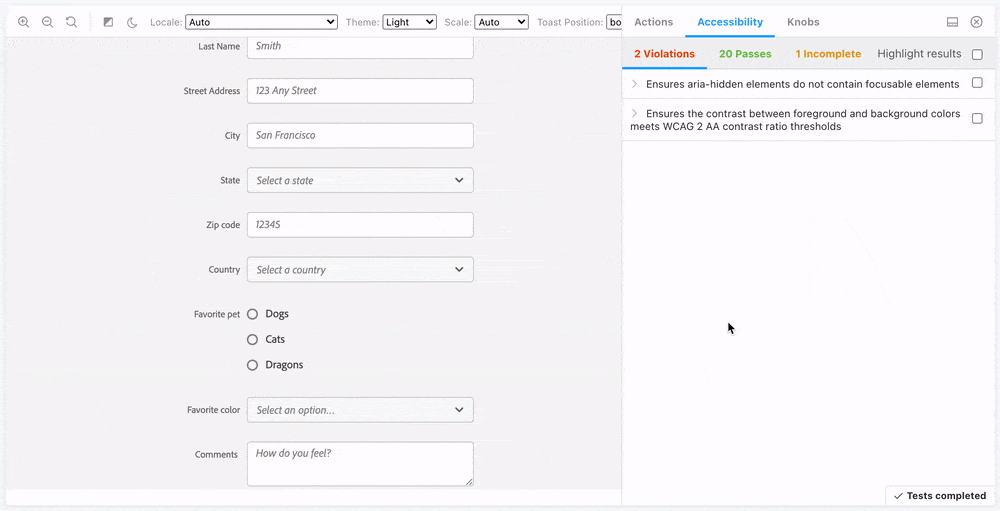 Locale: Auto Theme: Light Scale: Auto Toast Position: bo
Last Name Smith
Street Address 123 Any Street
City San Francisco
State Select a state
Zip code 12345
Country Select a country
Favorite pet Dogs
Cats
Dragons
Favorite color Select an option...
Comments How do you feel?
Actions Accessibility Knobs
2 Violations 20 Passes 1 Incomplete Highlight results
Ensures aria-hidden elements do not contain focusable elements
Ensures the contrast between foreground and background colors
meets WCAG 2 AA contrast ratio thresholds
Tests completed